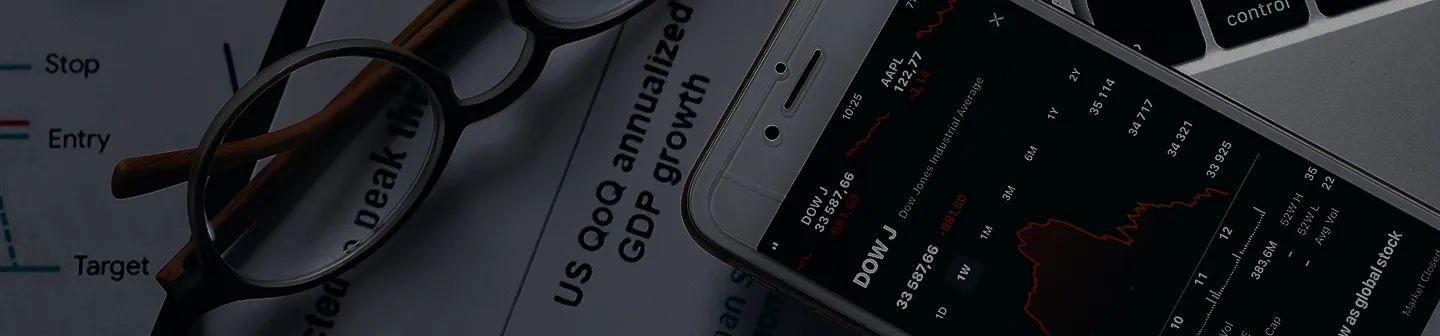 Stop
Entry
Target
peak the
US QoQ annualized
GDP growth
control
10:25
DOW J
33 587,66
-681,50
AAPL
122,77
-3,14
DOW J
Dow Jones Industrial Average
33 587,66
-681,50
1D
1W
1M
3M
6M
1Y
2Y
35 114
34 717
34 321
33 925
10
11
12
383,6M
52W H
52W L
Avg Vol
35
22
as global stock
Market Closed